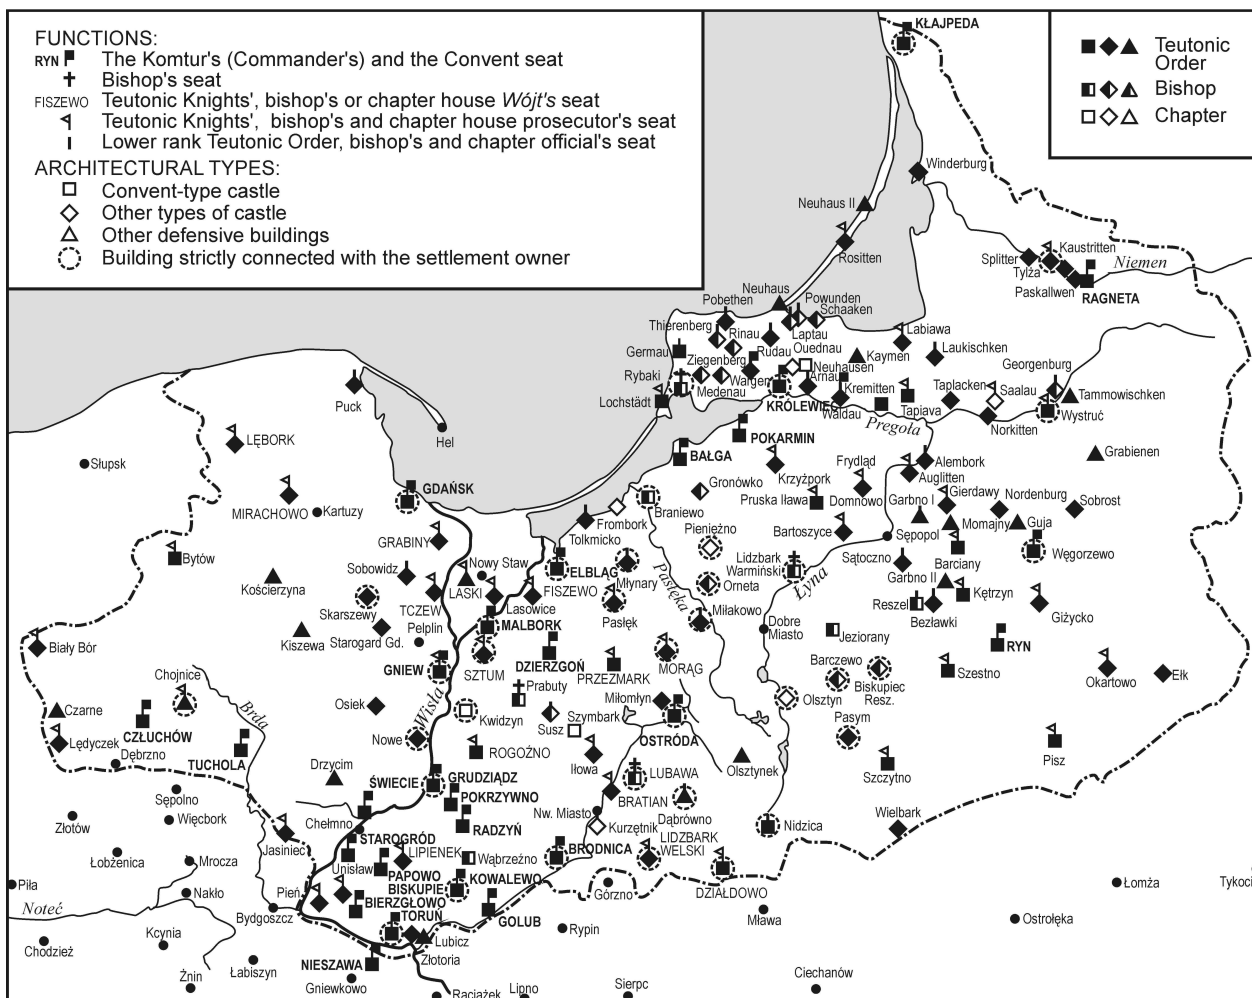 FUNCTIONS:
RYN The Komtur's (Commander's) and the Convent seat
Bishop's seat
FISZEWO Teutonic Knights', bishop's or chapter house Wójt's seat
Teutonic Knights', bishop's and chapter house prosecutor's seat
Lower rank Teutonic Order, bishop's and chapter official's seat
ARCHITECTURAL TYPES:
Convent-type castle
Other types of castle
Other defensive buildings
Building strictly connected with the settlement owner
Teutonic
Order
Bishop
Chapter
KŁAJPEDA
Winderburg
Neuhaus II
Rositten
Kaustritten
Splitter
Tylża
Niemen
Paskallwen
RAGNETA
Neuhaus
Pobethen
Powunden
Schaaken
Thierenberg
Rinau
Laptau
Labiawa
Ouednau
Germau
Rudau
Kaymen
Laukischken
Ziegenberg
Neuhausen
Georgenburg
Rybaki
Wargen
Arnau
Medenau
Kremitten
Taplacken
Saalau
Tammowischken
Lochstädt
KRÓLEWIEC
Waldau
Tapiava
Wystruć
Puck
Pregoła
Norkitten
Hel
POKARMIN
LĘBORK
BAŁGA
Grabienen
Słupsk
Frydląd
Alembork
Krzyżpork
Auglitten
GDAŃSK
Gronówko
Domnowo
Pruska Iława
Garbno I
Gierdawy
Nordenburg
Sobrost
MIRACHOWO
Kartuzy
Braniewo
Frombork
Tolkmicko
Pieniężno
Bartoszyce
Momajny
Guja
GRABINY
Sępopol
Bytów
Nowy Staw
Lidzbark
Warmiński
Sątoczno
Barciany
Węgorzewo
Sobowidz
ELBLĄG
Młynary
Orneta
Garbno II
Kościerzyna
LASKI
FISZEWO
Pasłęka
Łyna
Kętrzyn
TCZEW
Lasowice
Reszel
Bezławki
Giżycko
Skarszewy
Pelplin
MALBORK
Pasłęk
Miłakowo
Dobre
Miasto
Jeziorany
Kiszewa
Starogard Gd.
RYN
Biały Bór
DZIERZGOŃ
Barczewo
GNIEW
SZTUM
PRZEZMARK
MORĄG
Szestno
Chojnice
Prabuty
Biskupiec
Resz.
Okartowo
Ełk
Czarne
Brda
Osiek
Wisła
Kwidzyn
Susz
Szymbark
Miłomłyn
Olsztyn
Pasym
CZŁUCHÓW
Lędyczek
Nowe
OSTRÓDA
Dębrzno
TUCHOLA
ROGOŹNO
Iłowa
Olsztynek
Pisz
Drzycim
Szczytno
ŚWIECIE
GRUDZIĄDZ
LUBAWA
Sępolno
POKRZYWNO
BRATIAN
Wielbark
Złotów
Więcbork
Chełmno
Nw. Miasto
Dąbrówno
RADZYŃ
Kurzętnik
Nidzica
Jasiniec
STAROGRÓD
LIDZBARK
WELSKI
Łobżenica
Mrocza
LIPIENEK
Wąbrzeźno
BRODNICA
Unisław
PAPOWO
BISKUPIE
KOWALEWO
Piła
Nakło
Pień
BIERZGŁOWO
DZIAŁDOWO
Łomża
Tykoci
Noteć
Górzno
Bydgoszcz
TORUŃ
GOLUB
Mława
Ostrołęka
Kcynia
Rypin
Chodzież
Lubicz
Złotoria
Łabiszyn
NIESZAWA
Żnin
Gniewkowo
Raciążek
Lipno
Sierpc
Ciechanów